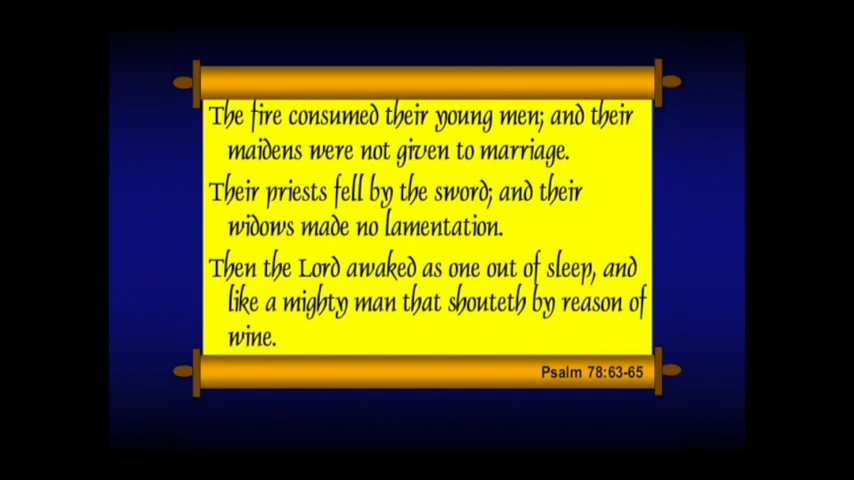 The fire consumed their young men; and their
maidens were not given to marriage.
Their priests fell by the sword; and their
widows made no lamentation.
Then the Lord awaked as one out of sleep, and
like a mighty man that shouteth by reason of
wine.
Psalm 78:63-65